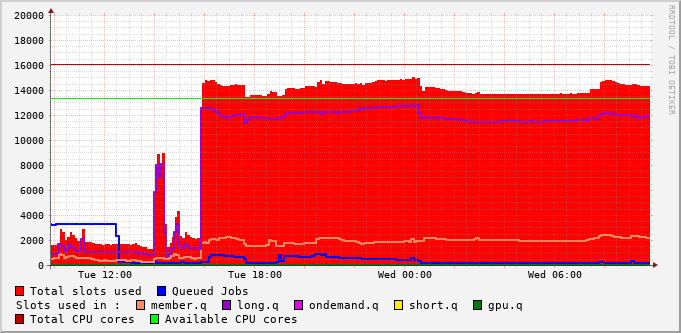 20000
18000
16000
14000
12000
10000
8000
6000
4000
2000
0
Tue 12:00 Tue 18:00 Wed 00:00 Wed 06:00
Total slots used Queued Jobs
Slots used in : member.q long.q ondemand.q short.q gpu.q
Total CPU cores Available CPU cores
RRDTOOL / TOBI OETIKER